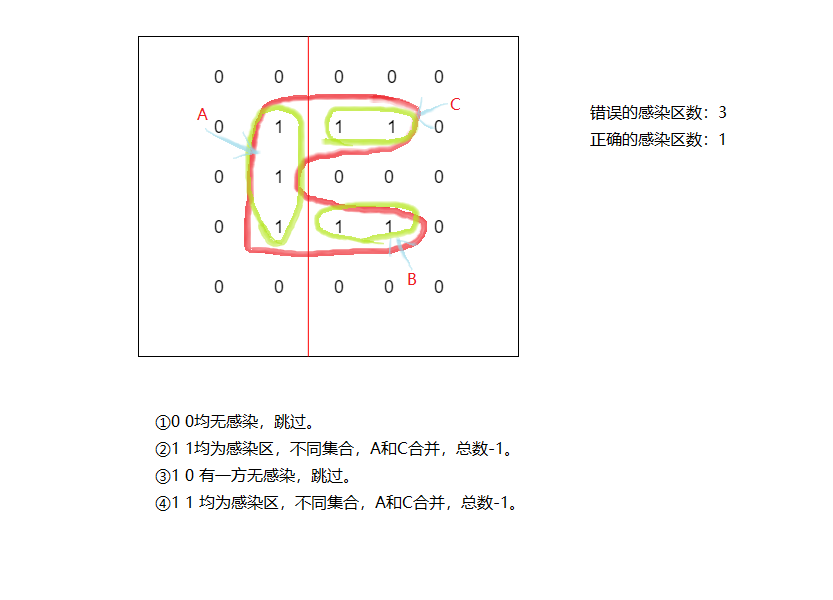 0 0 0 0 0
A C
0 1 1 1 0
错误的感染区数：3
正确的感染区数：1
0 1 0 0 0
0 1 1 1 0
B
0 0 0 0 0
①0 0均无感染，跳过。
②1 1均为感染区，不同集合，A和C合并，总数-1。
③1 0 有一方无感染，跳过。
④1 1 均为感染区，不同集合，A和C合并，总数-1。